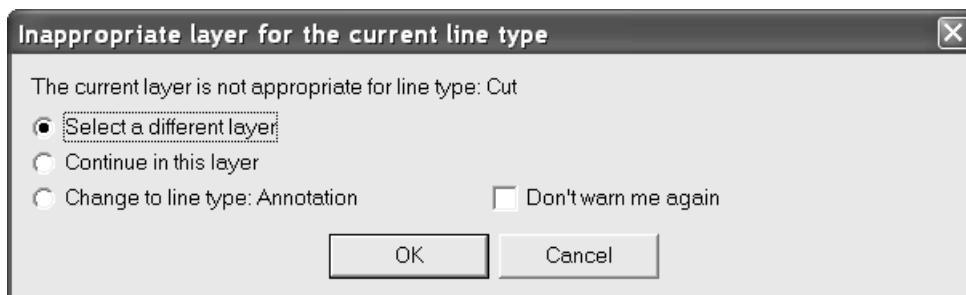 Inappropriate layer for the current line type
The current layer is not appropriate for line type: Cut
Select a different layer
Continue in this layer
Change to line type: Annotation Don't warn me again
OK Cancel